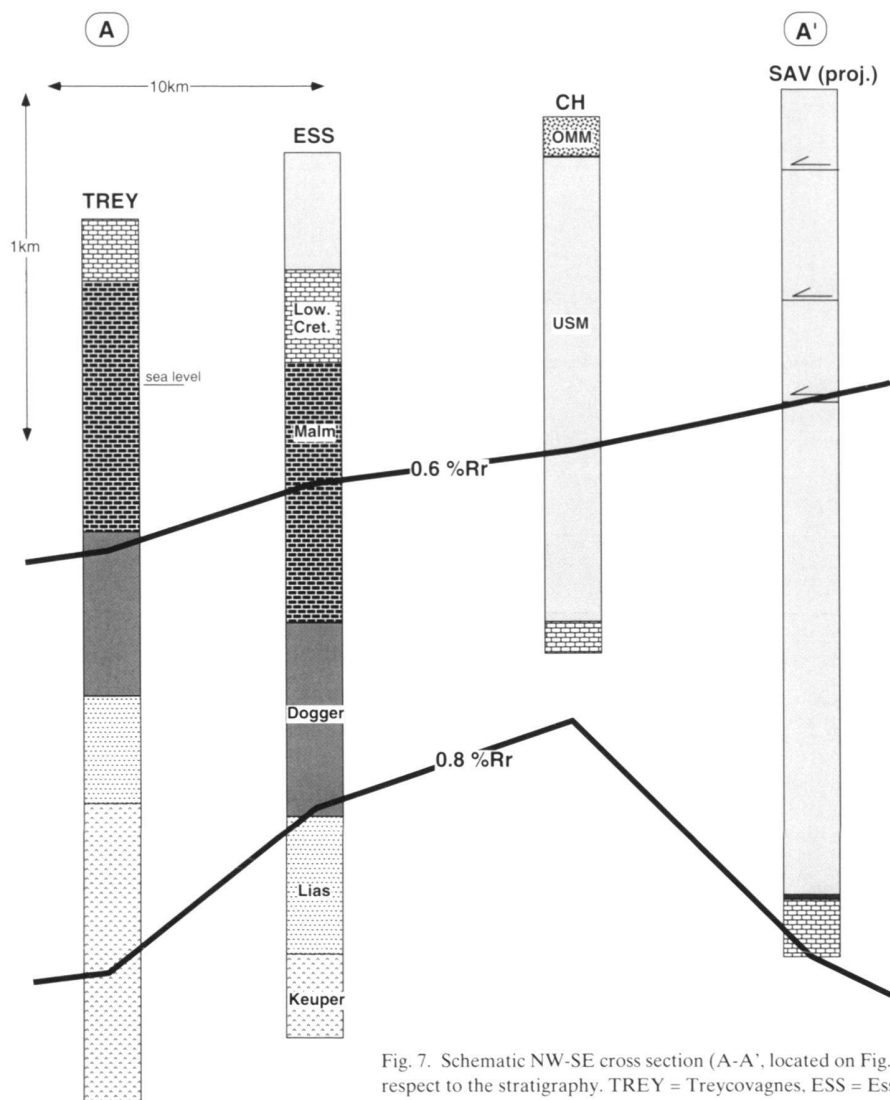 A
A'
SAV (proj.)
10km
CH
OMM
ESS
TREY
1km
Low.
Cret.
USM
sea level
Malm
0.6 %Rr
Dogger
0.8 %Rr
Lias
Keuper
Fig. 7. Schematic NW-SE cross section (A-A', located on Fig.
respect to the stratigraphy. TREY = Treycovagnes, ESS = Ess